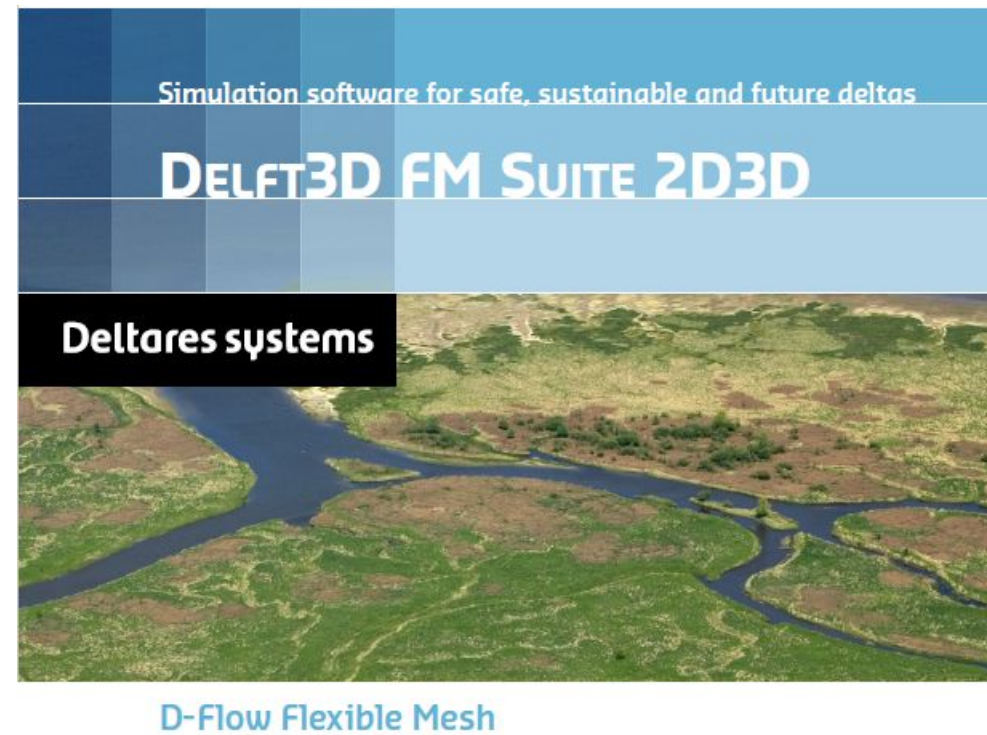 Simulation software for safe, sustainable and future deltas
DELFT3D FM SUITE 2D3D
Deltares systems
D-Flow Flexible Mesh